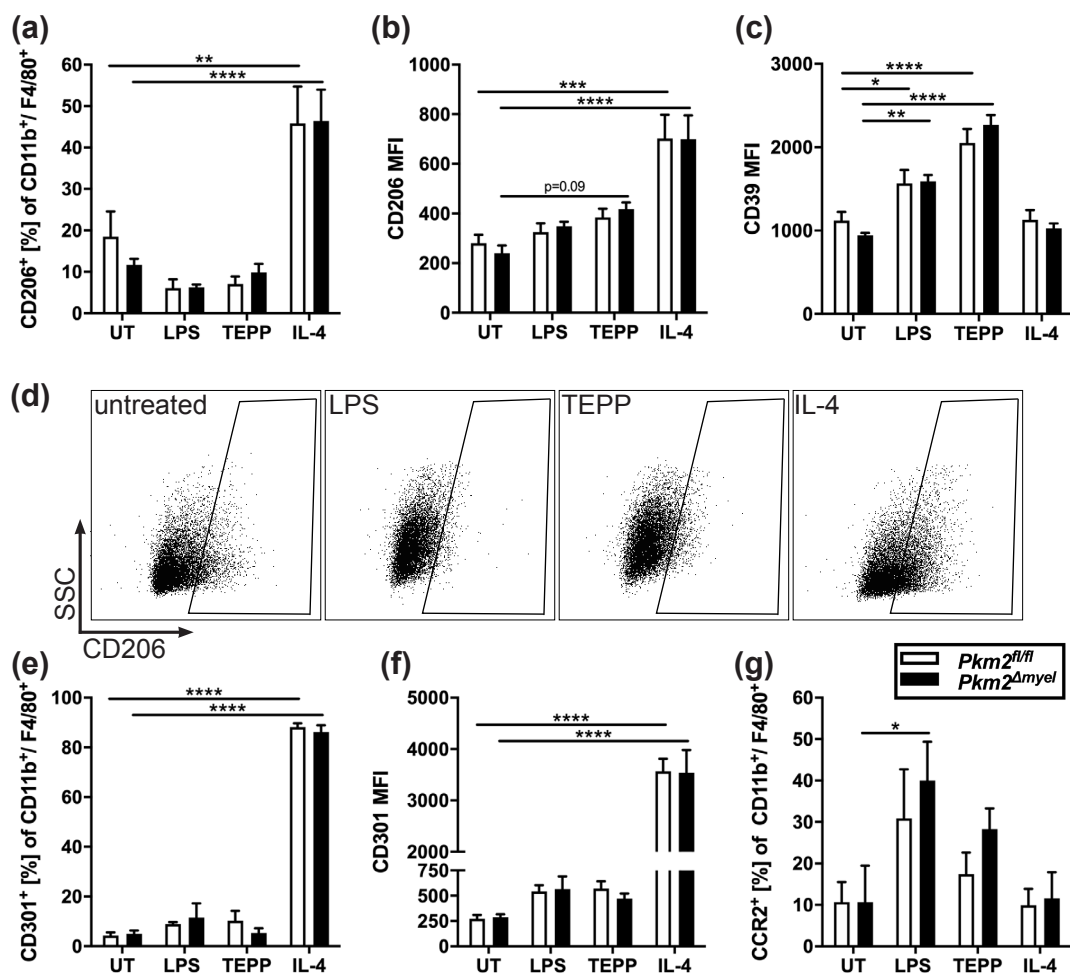 (a)
CD206⁺ [%] of CD11b⁺/ F4/80⁺
60
50
40
30
20
10
0
**
****
UT LPS TEPP IL-4
(b)
CD206 MFI
1000
800
600
400
200
0
***
****
p=0.09
UT LPS TEPP IL-4
(c)
CD39 MFI
3000
2000
1000
0
****
*
****
**
UT LPS TEPP IL-4
(d)
untreated
LPS
TEPP
IL-4
SSC
CD206
(e)
CD301⁺ [%] of CD11b⁺/ F4/80⁺
100
80
60
40
20
0
****
****
UT LPS TEPP IL-4
(f)
CD301 MFI
5000
4000
3000
2000
750
500
250
0
****
****
UT LPS TEPP IL-4
(g)
Pkm2^fl/fl
Pkm2^Δmyel
CCR2⁺ [%] of CD11b⁺/ F4/80⁺
60
50
40
30
20
10
0
*
UT LPS TEPP IL-4